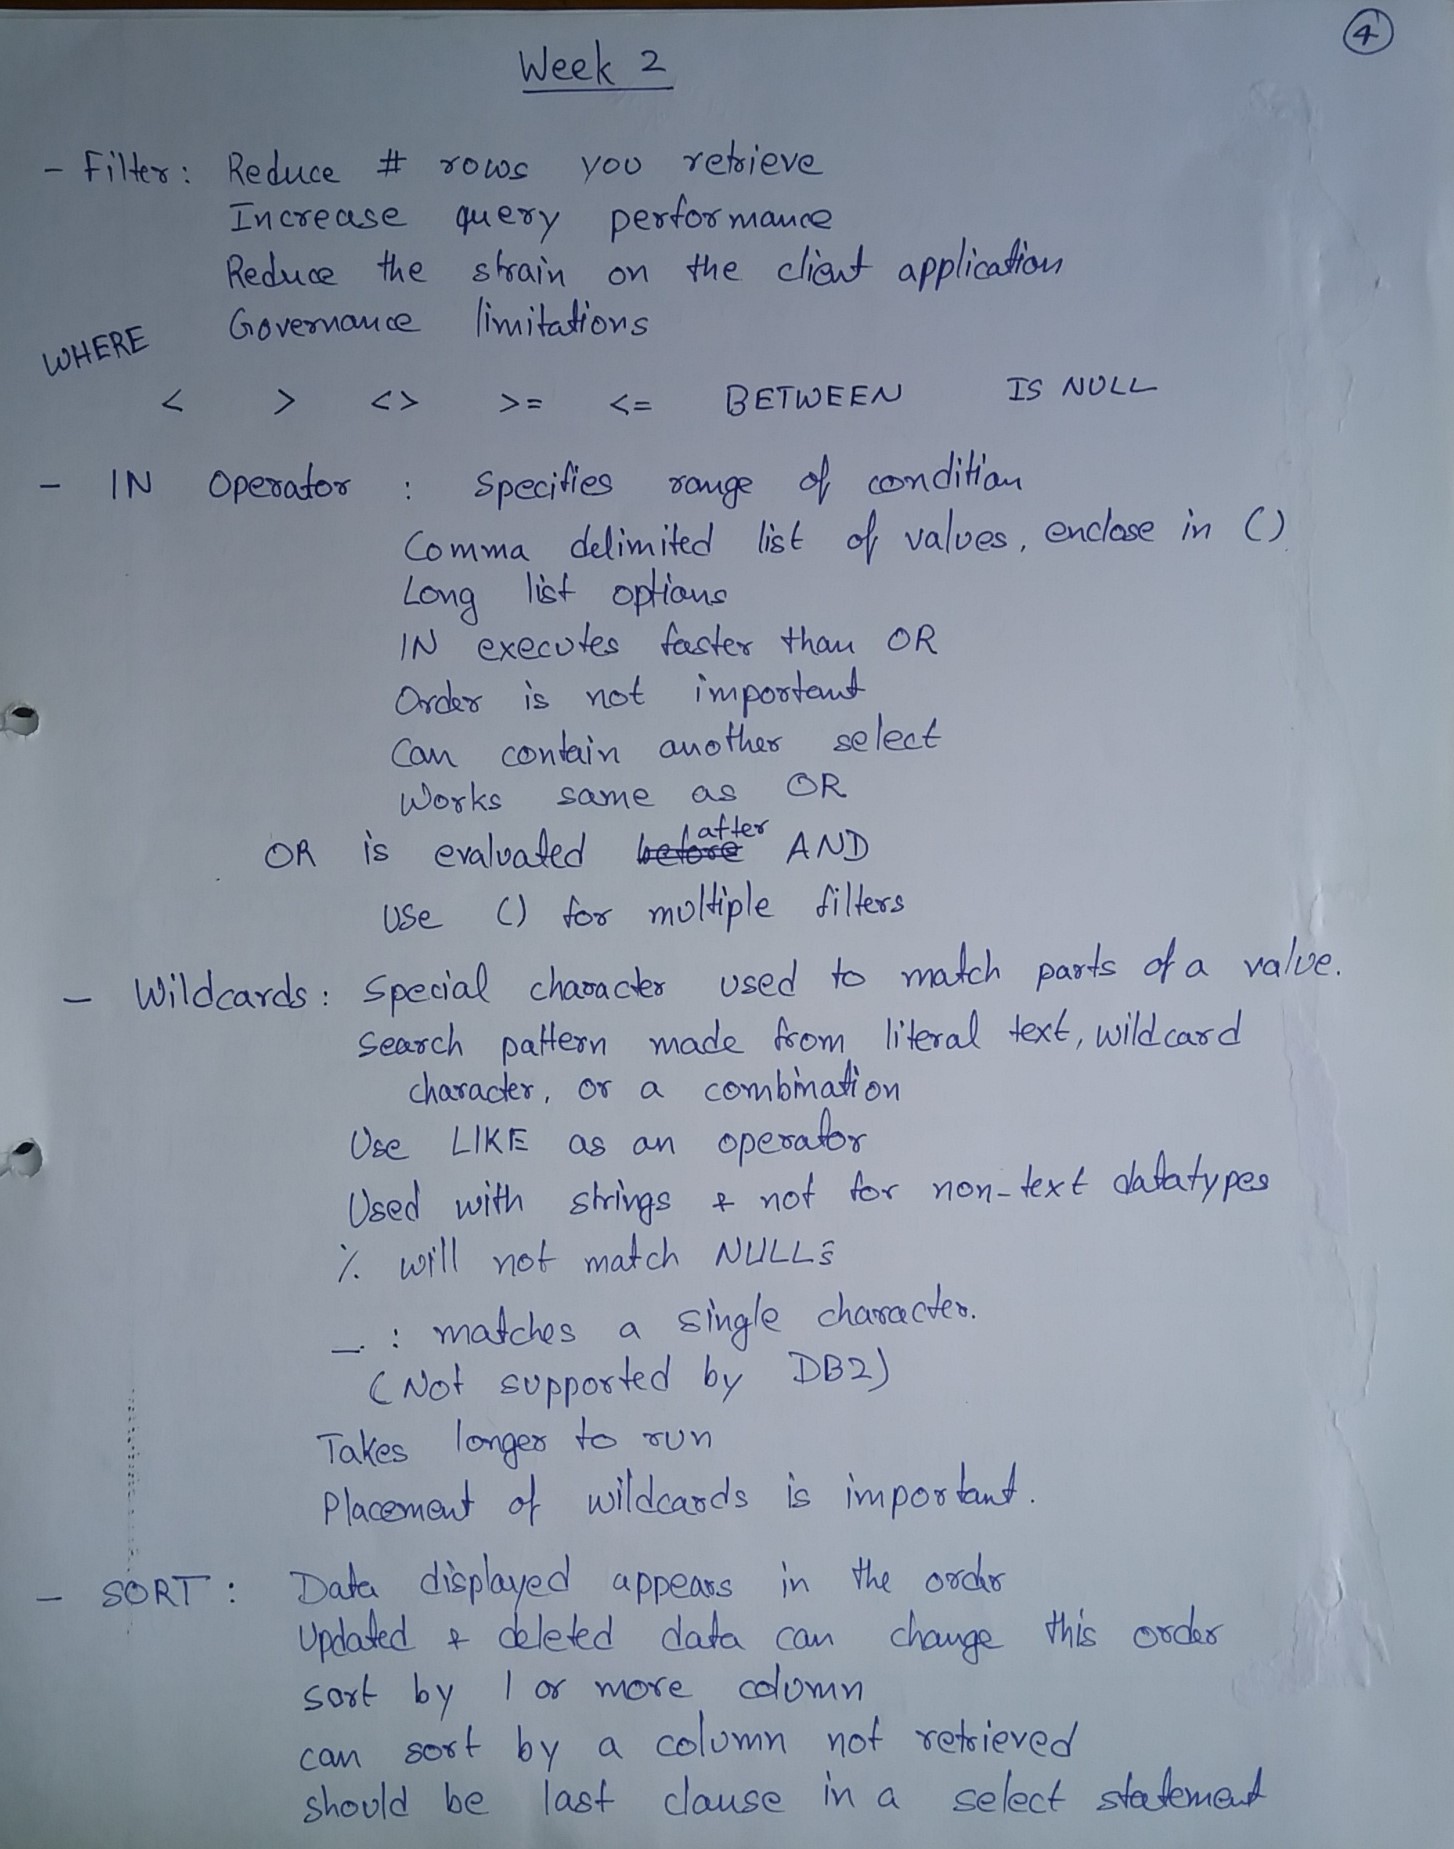 4
Week 2
- Filter: Reduce # rows you retrieve
Increase query performance
Reduce the strain on the client application
Governance limitations
WHERE
< > <> >= <= BETWEEN IS NULL
- IN Operator : Specifies range of condition
Comma delimited list of values, enclose in ()
Long list options
IN executes faster than OR
Order is not important
Can contain another select
Works same as OR
OR is evaluated before after AND
Use () for multiple filters
- Wildcards: Special character used to match parts of a value.
Search pattern made from literal text, wildcard
character, or a combination
Use LIKE as an operator
Used with strings & not for non-text datatypes
% will not match NULLs
_ : matches a single character.
(Not supported by DB2)
Takes longer to run
Placement of wildcards is important.
- SORT: Data displayed appears in the order
Updated & deleted data can change this order
Sort by 1 or more column
can sort by a column not retrieved
should be last clause in a select statement